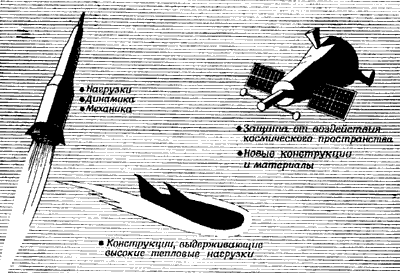 • Нагрузки
• Динамика
• Механика
• Защита от воздействия
космического пространства
• Новые конструкции
и материалы
• Конструкции, выдерживающие
высокие тепловые нагрузки